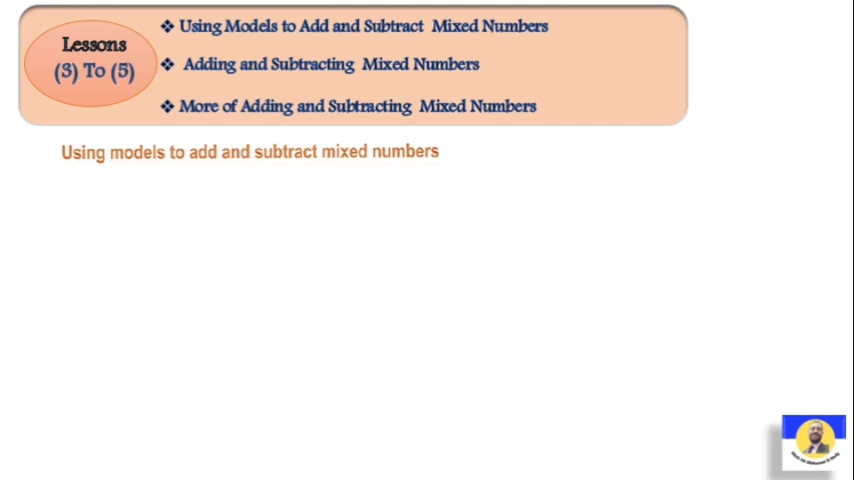 Lessons
(3) To (5)
❖ Using Models to Add and Subtract Mixed Numbers
❖ Adding and Subtracting Mixed Numbers
❖ More of Adding and Subtracting Mixed Numbers
Using models to add and subtract mixed numbers